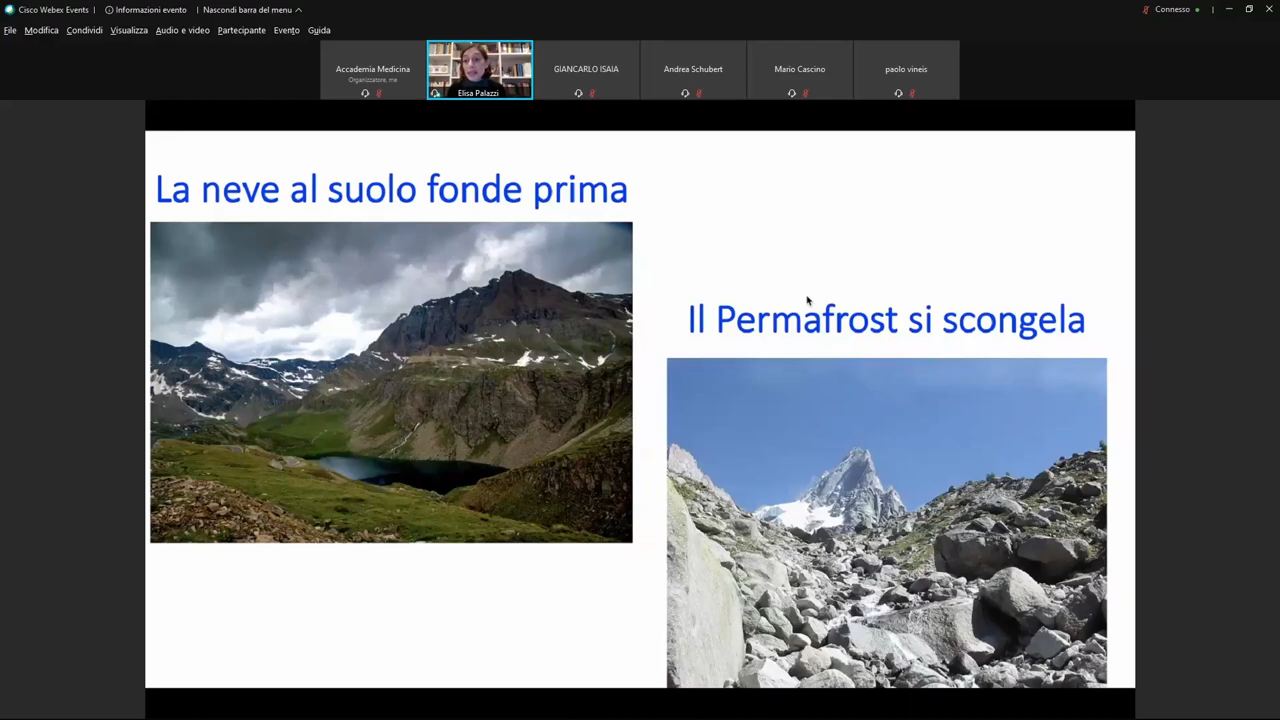 Cisco Webex Events
Informazioni evento
Nascondi barra del menu
Connesso
File Modifica Condividi Visualizza Audio e video Partecipante Evento Guida
Accademia Medicina
Organizzatore, me
Elisa Palazzi
GIANCARLO ISAIA
Andrea Schubert
Mario Cascino
paolo vineis
La neve al suolo fonde prima
Il Permafrost si scongela